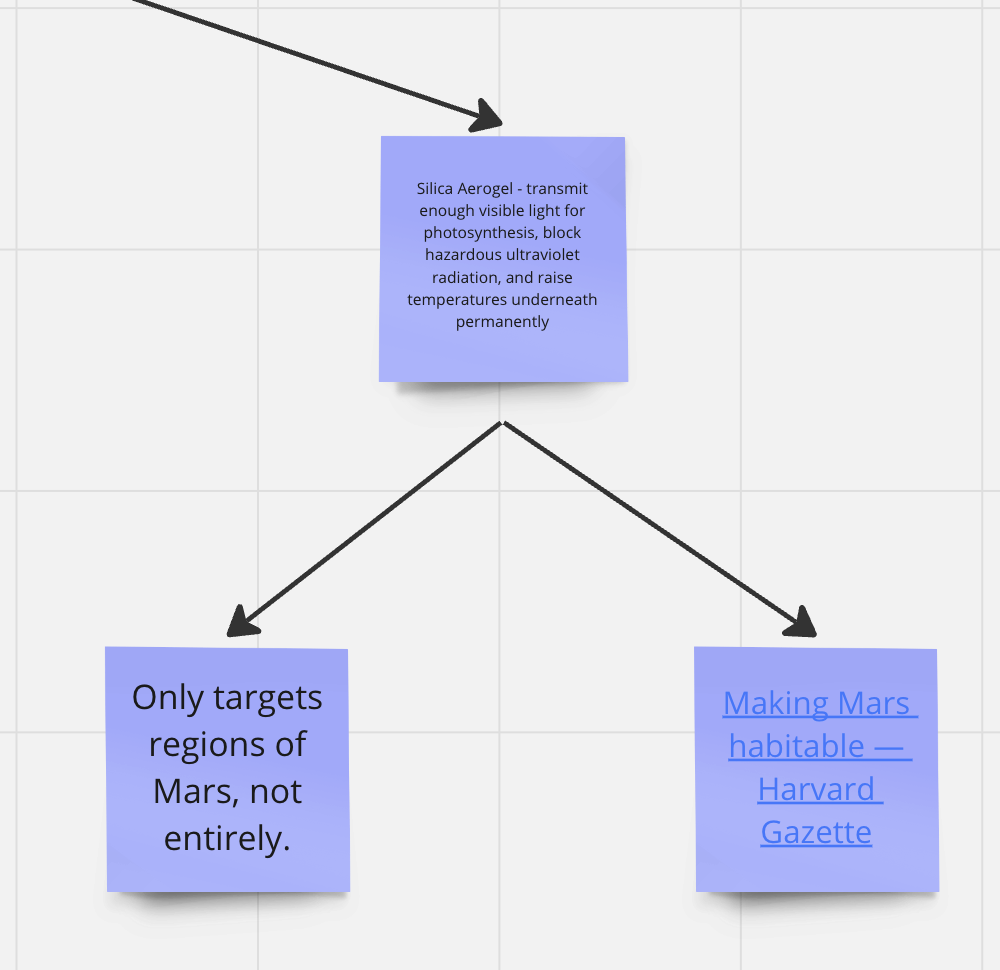 Silica Aerogel - transmit
enough visible light for
photosynthesis, block
hazardous ultraviolet
radiation, and raise
temperatures underneath
permanently
Only targets
regions of
Mars, not
entirely.
Making Mars
habitable —
Harvard
Gazette